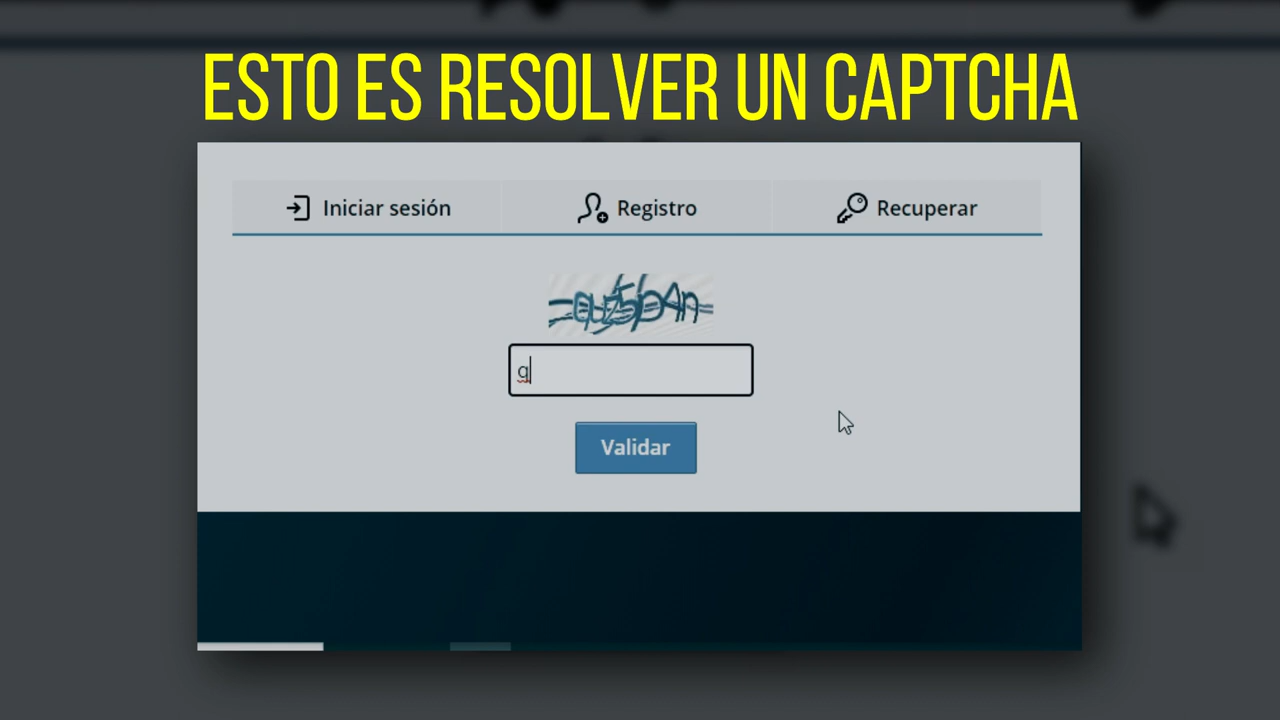 ESTO ES RESOLVER UN CAPTCHA
Iniciar sesión Registro Recuperar
q
Validar